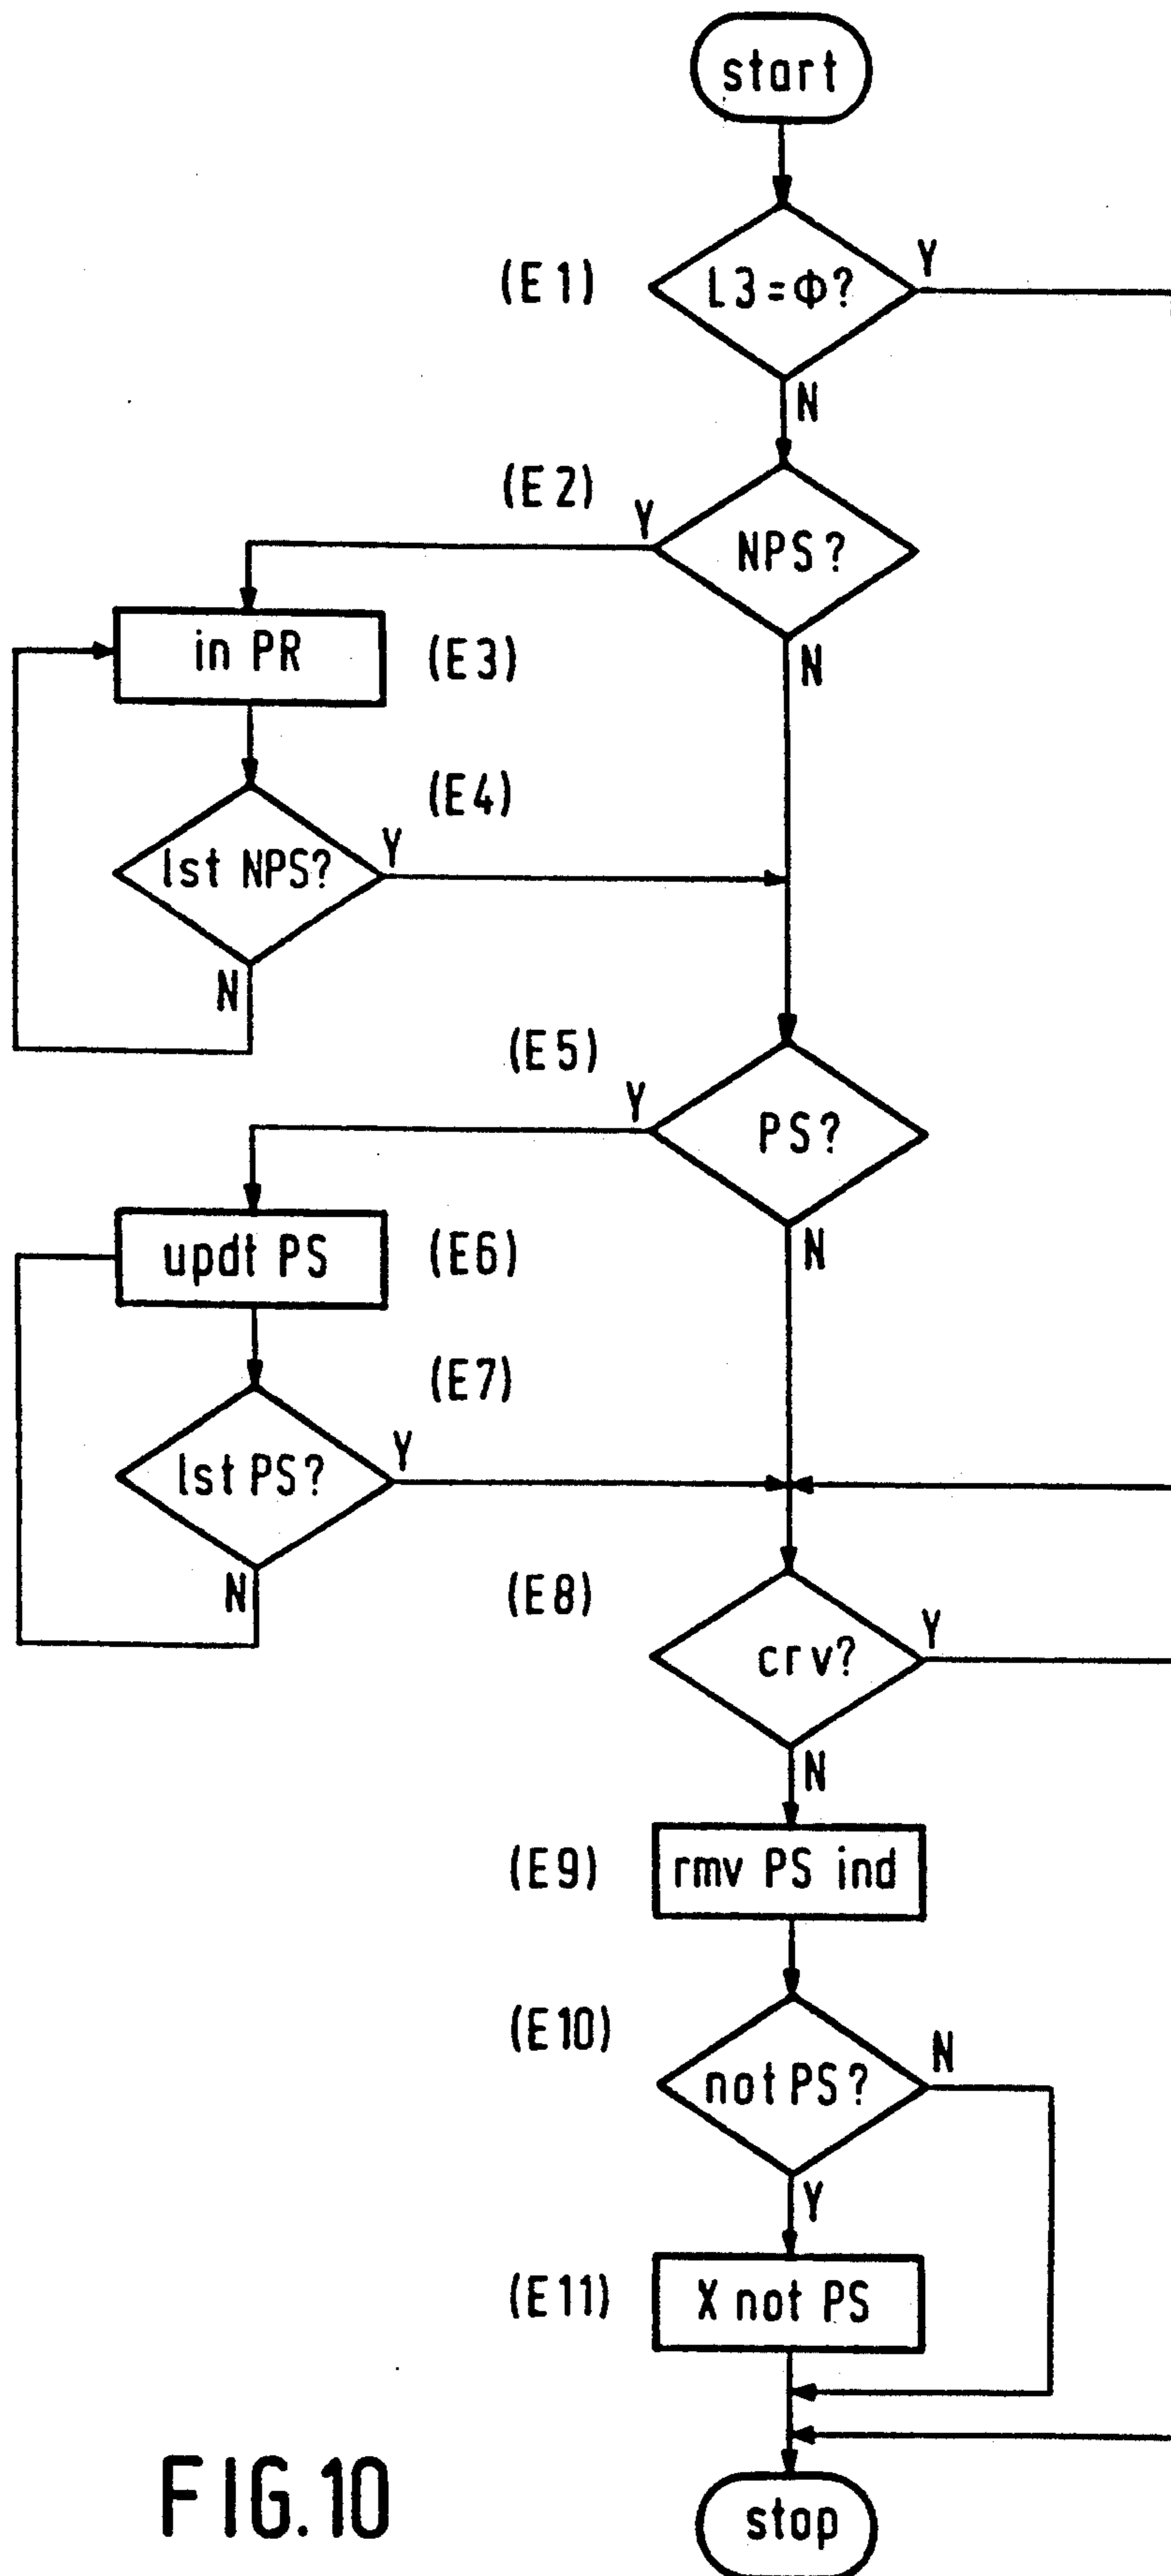 start
(E1)
L3=Φ?
Y
N
(E2)
Y
NPS?
N
in PR
(E3)
(E4)
lst NPS?
Y
N
(E5)
Y
PS?
N
updt PS
(E6)
(E7)
lst PS?
Y
N
(E8)
crv?
Y
N
(E9)
rmv PS ind
(E10)
not PS?
N
Y
(E11)
X not PS
stop
FIG.10